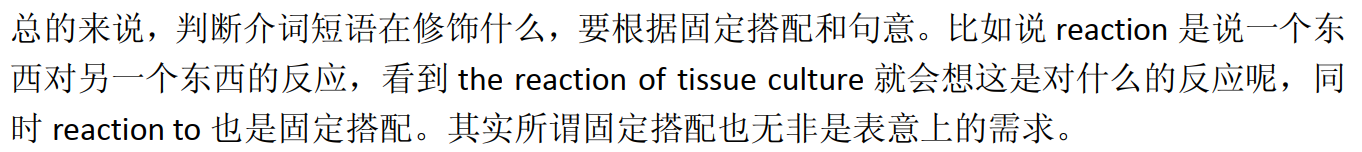 总的来说，判断介词短语在修饰什么，要根据固定搭配和句意。比如说 reaction 是说一个东
西对另一个东西的反应，看到 the reaction of tissue culture 就会想这是对什么的反应呢，同
时 reaction to 也是固定搭配。其实所谓固定搭配也无非是表意上的需求。